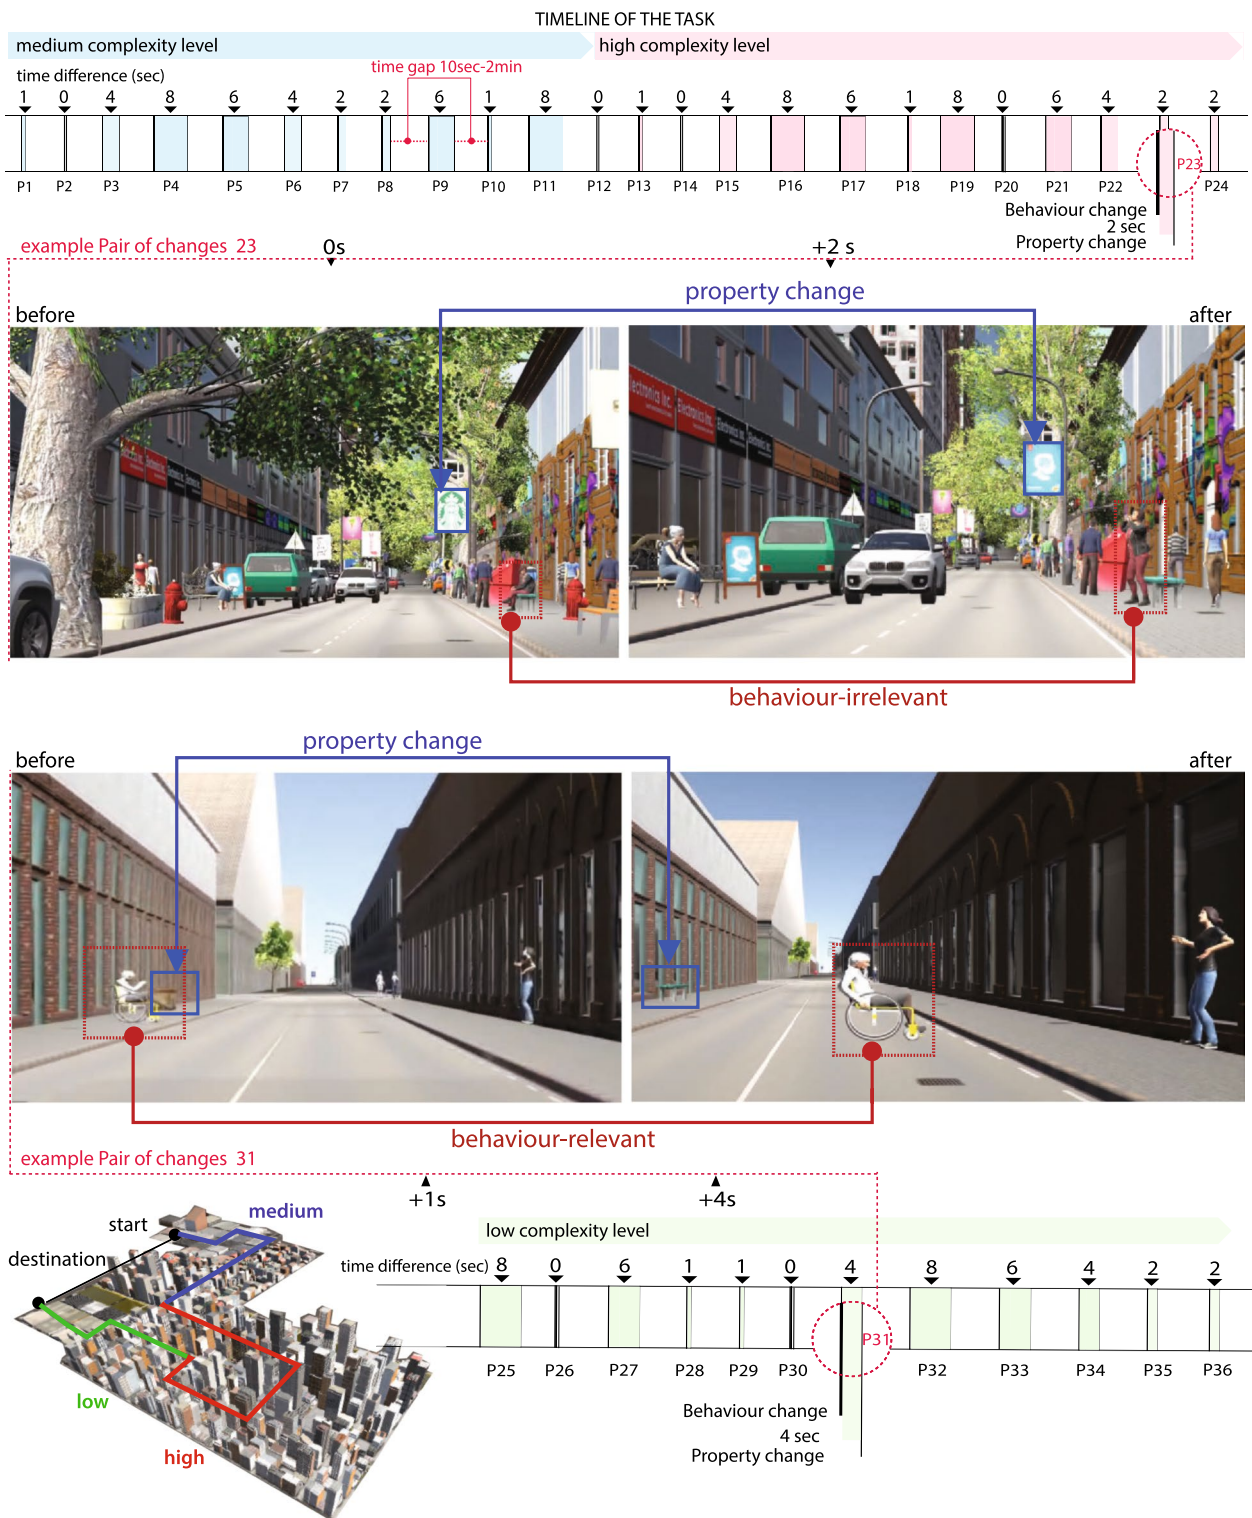 TIMELINE OF THE TASK
medium complexity level
high complexity level
time difference (sec)
time gap 10sec-2min
1 0 4 8 6 4 2 2 6 1 8 0 1 0 4 8 6 1 8 0 6 4 2 2
P1 P2 P3 P4 P5 P6 P7 P8 P9 P10 P11 P12 P13 P14 P15 P16 P17 P18 P19 P20 P21 P22 P23 P24
Behaviour change
2 sec
Property change
example Pair of changes 23
0s
+2 s
property change
before
after
Electronics Inc.
Electronics Inc.
behaviour-irrelevant
property change
before
after
behaviour-relevant
example Pair of changes 31
+1s
+4s
start
medium
destination
low
high
low complexity level
time difference (sec)
8 0 6 1 1 0 4 8 6 4 2 2
P25 P26 P27 P28 P29 P30 P31 P32 P33 P34 P35 P36
Behaviour change
4 sec
Property change